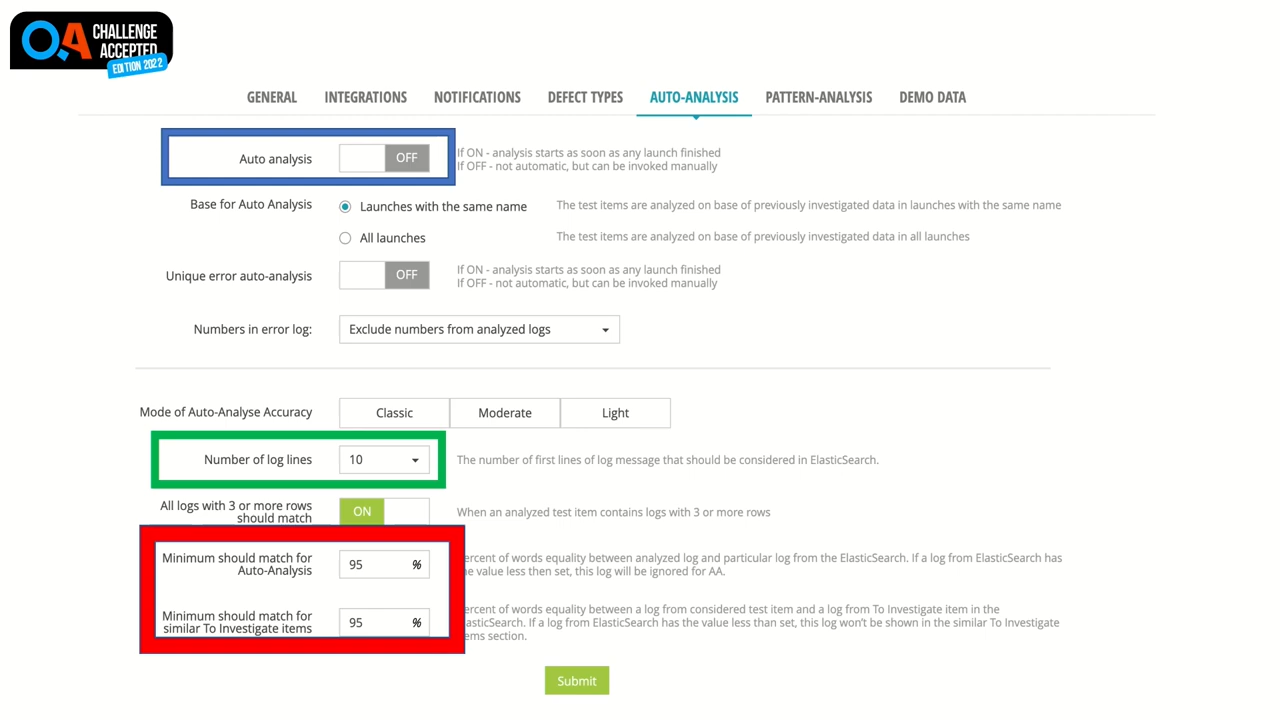 QA CHALLENGE
ACCEPTED
EDITION 2022
GENERAL INTEGRATIONS NOTIFICATIONS DEFECT TYPES AUTO-ANALYSIS PATTERN-ANALYSIS DEMO DATA
Auto analysis OFF
If ON - analysis starts as soon as any launch finished
If OFF - not automatic, but can be invoked manually
Base for Auto Analysis Launches with the same name The test items are analyzed on base of previously investigated data in launches with the same name
All launches The test items are analyzed on base of previously investigated data in all launches
Unique error auto-analysis OFF
If ON - analysis starts as soon as any launch finished
If OFF - not automatic, but can be invoked manually
Numbers in error log: Exclude numbers from analyzed logs
Mode of Auto-Analyse Accuracy Classic Moderate Light
Number of log lines 10 The number of first lines of log message that should be considered in ElasticSearch.
All logs with 3 or more rows
should match
ON When an analyzed test item contains logs with 3 or more rows
Minimum should match for
Auto-Analysis
95 %
ercent of words equality between analyzed log and particular log from the ElasticSearch. If a log from ElasticSearch has
e value less then set, this log will be ignored for AA.
Minimum should match for
similar To Investigate items
95 %
ercent of words equality between a log from considered test item and a log from To Investigate item in the
asticSearch. If a log from ElasticSearch has the value less than set, this log won't be shown in the similar To Investigate
ems section.
Submit